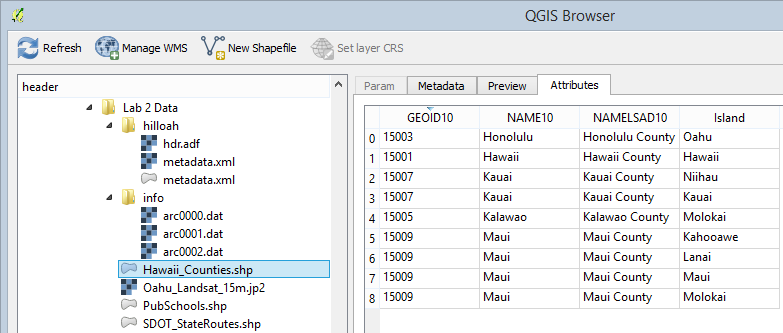 QGIS Browser
Refresh Manage WMS New Shapefile Set layer CRS
header
Lab 2 Data
hilloah
hdr.adf
metadata.xml
metadata.xml
info
arc0000.dat
arc0001.dat
arc0002.dat
Hawaii_Counties.shp
Oahu_Landsat_15m.jp2
PubSchools.shp
SDOT_StateRoutes.shp
Param Metadata Preview Attributes
GEOID10 NAME10 NAMELSAD10 Island
0 15003 Honolulu Honolulu County Oahu
1 15001 Hawaii Hawaii County Hawaii
2 15007 Kauai Kauai County Niihau
3 15007 Kauai Kauai County Kauai
4 15005 Kalawao Kalawao County Molokai
5 15009 Maui Maui County Kahooawe
6 15009 Maui Maui County Lanai
7 15009 Maui Maui County Maui
8 15009 Maui Maui County Molokai